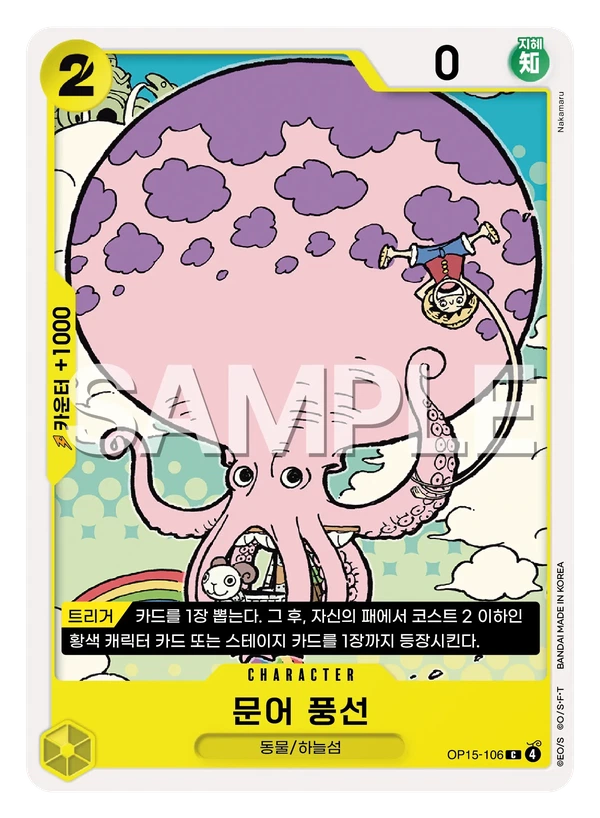 2
0
지혜
知
Nakamaru
카운터 +1000
SAMPLE
트리거 카드를 1장 뽑는다. 그 후, 자신의 패에서 코스트 2 이하인
황색 캐릭터 카드 또는 스테이지 카드를 1장까지 등장시킨다.
CHARACTER
문어 풍선
동물/하늘섬
OP15-106 C 4
©EO/S ©O/S·F·T BANDAI MADE IN KOREA